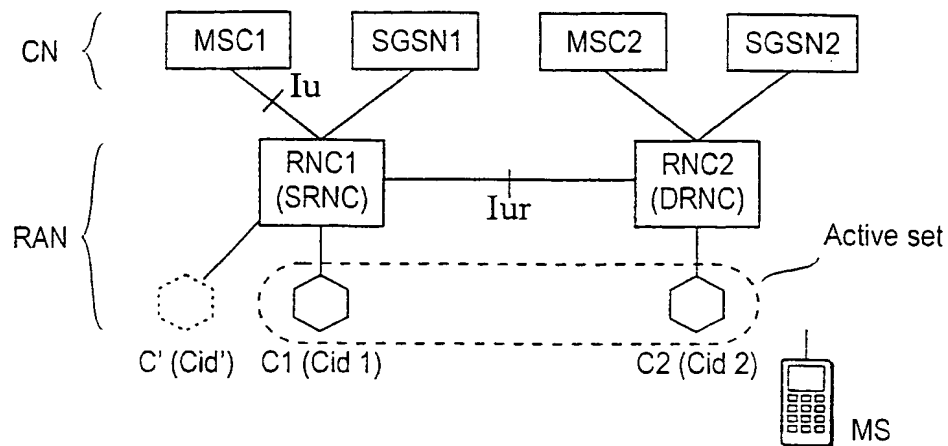 CN
MSC1
SGSN1
MSC2
SGSN2
Iu
RAN
RNC1
(SRNC)
Iur
RNC2
(DRNC)
Active set
C' (Cid')
C1 (Cid 1)
C2 (Cid 2)
MS